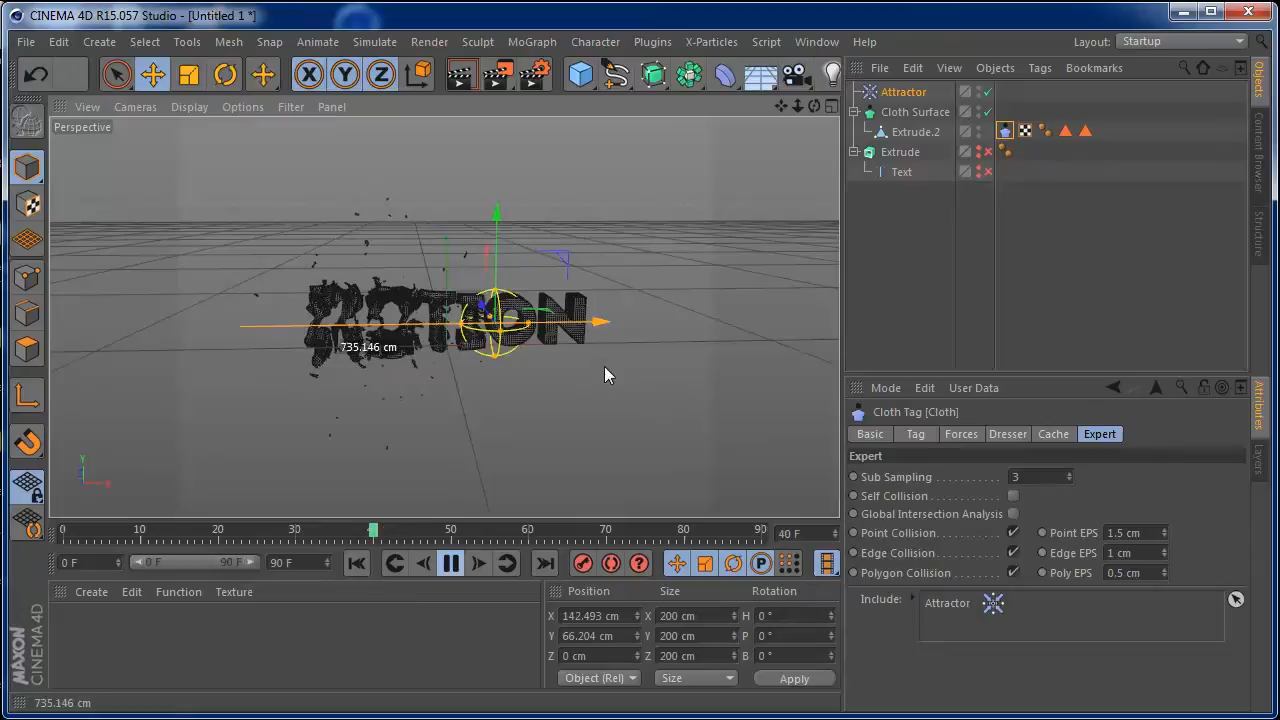 CINEMA 4D R15.057 Studio - [Untitled 1 *]
File Edit Create Select Tools Mesh Snap Animate Simulate Render Sculpt MoGraph Character Plugins X-Particles Script Window Help Layout: Startup
X Y Z
File Edit View Objects Tags Bookmarks
View Cameras Display Options Filter Panel
Perspective
Attractor
Cloth Surface
Extrude.2
Extrude
Text
735.146 cm
Y
X
0 10 20 30 40 50 60 70 80 90 40 F
0 F 0 F 90 F 90 F
P
Create Edit Function Texture
Position Size Rotation
X 142.493 cm X 200 cm H 0 °
Y 66.204 cm Y 200 cm P 0 °
Z 0 cm Z 200 cm B 0 °
Object (Rel) Size Apply
735.146 cm
MAXON
CINEMA 4D
Mode Edit User Data
Cloth Tag [Cloth]
Basic Tag Forces Dresser Cache Expert
Expert
Sub Sampling 3
Self Collision
Global Intersection Analysis
Point Collision Point EPS 1.5 cm
Edge Collision Edge EPS 1 cm
Polygon Collision Poly EPS 0.5 cm
Include: Attractor
Objects
Content Browser
Structure
Attributes
Layers